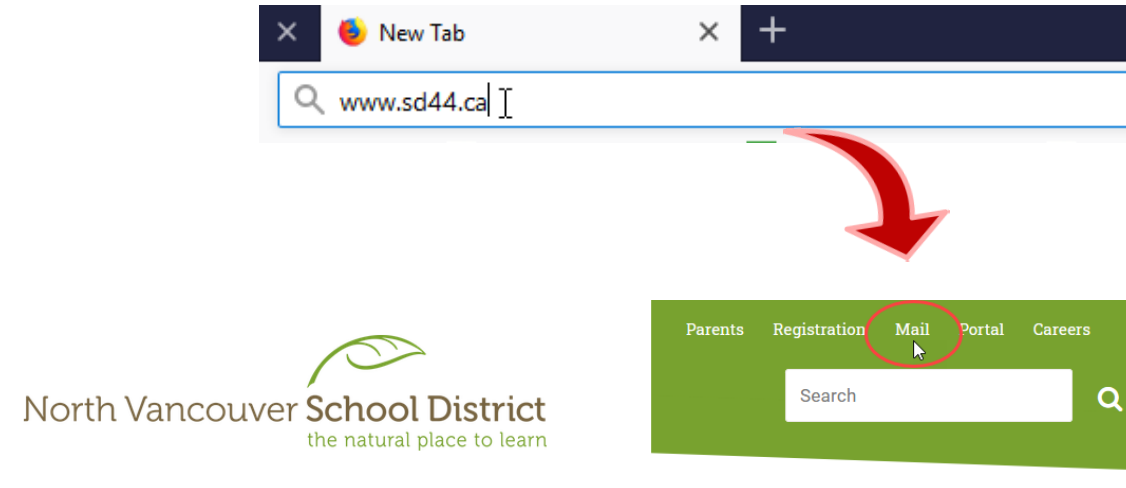 New Tab
www.sd44.ca
Parents Registration Mail Portal Careers
Search
North Vancouver School District
the natural place to learn